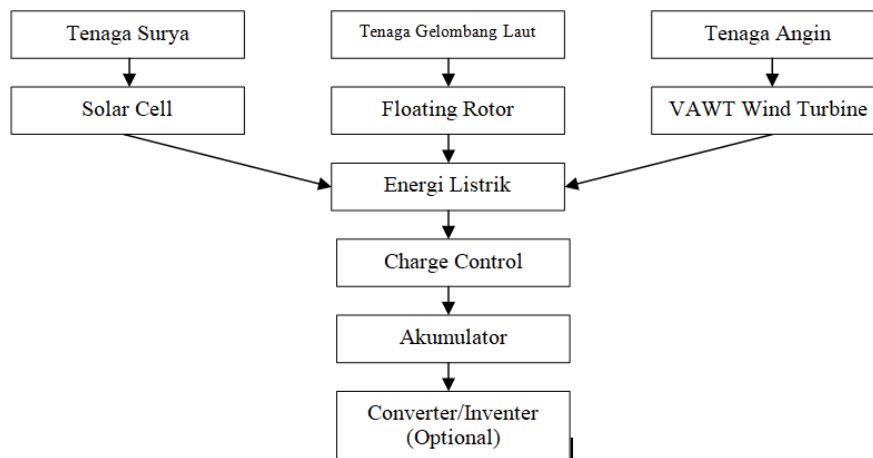 Tenaga Surya
Tenaga Gelombang Laut
Tenaga Angin
Solar Cell
Floating Rotor
VAWT Wind Turbine
Energi Listrik
Charge Control
Akumulator
Converter/Inventer
(Optional)